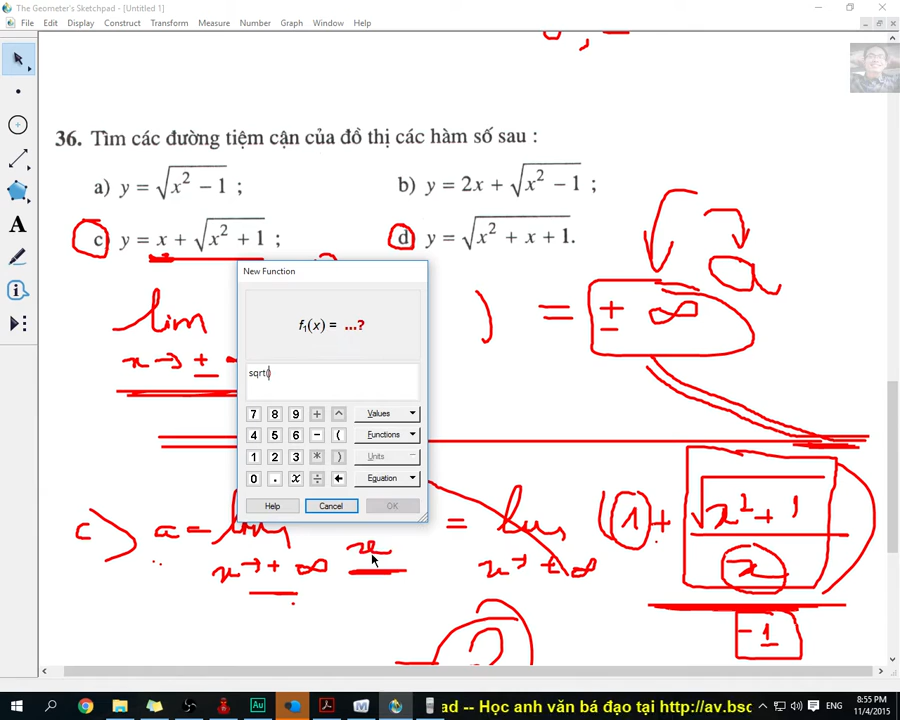 The Geometer's Sketchpad - [Untitled 1]
File Edit Display Construct Transform Measure Number Graph Window Help
36. Tìm các đường tiệm cận của đồ thị các hàm số sau :
a) y = √(x² − 1) ; b) y = 2x + √(x² − 1) ;
c) y = x + √(x² + 1) ; d) y = √(x² + x + 1).
New Function
f₁(x) = ...?
sqrt()
7 8 9 + ^ Values
4 5 6 − ( Functions
1 2 3 * ) Units
0 . x ÷ Equation
Help Cancel OK
lim ) = ± ∞ a
x → +
c> a = lim x = lim (1 + √(x² + 1) / x)
x → + ∞ x → + ∞
-1
?
Au
ad -- Học anh văn bá đạo tại http://av.bsc
ENG
8:55 PM
11/4/2015